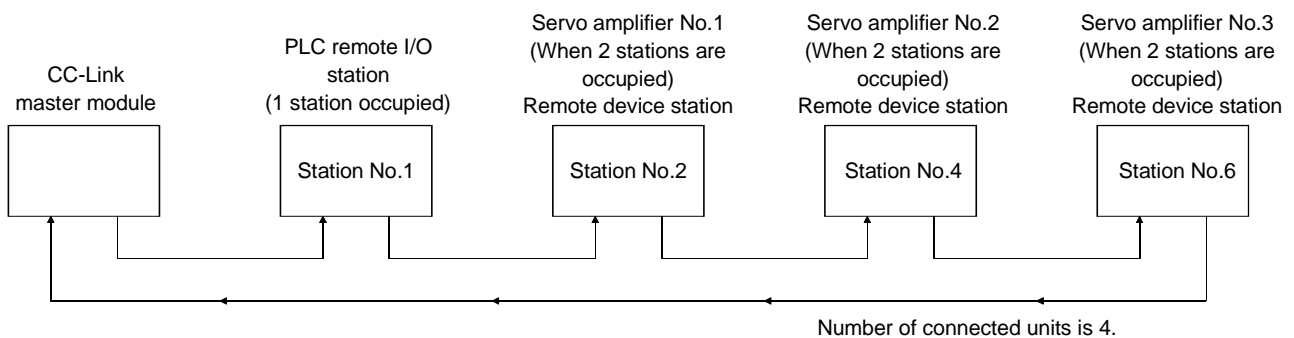 CC-Link
master module
PLC remote I/O
station
(1 station occupied)
Servo amplifier No.1
(When 2 stations are
occupied)
Remote device station
Servo amplifier No.2
(When 2 stations are
occupied)
Remote device station
Servo amplifier No.3
(When 2 stations are
occupied)
Remote device station
Station No.1
Station No.2
Station No.4
Station No.6
Number of connected units is 4.